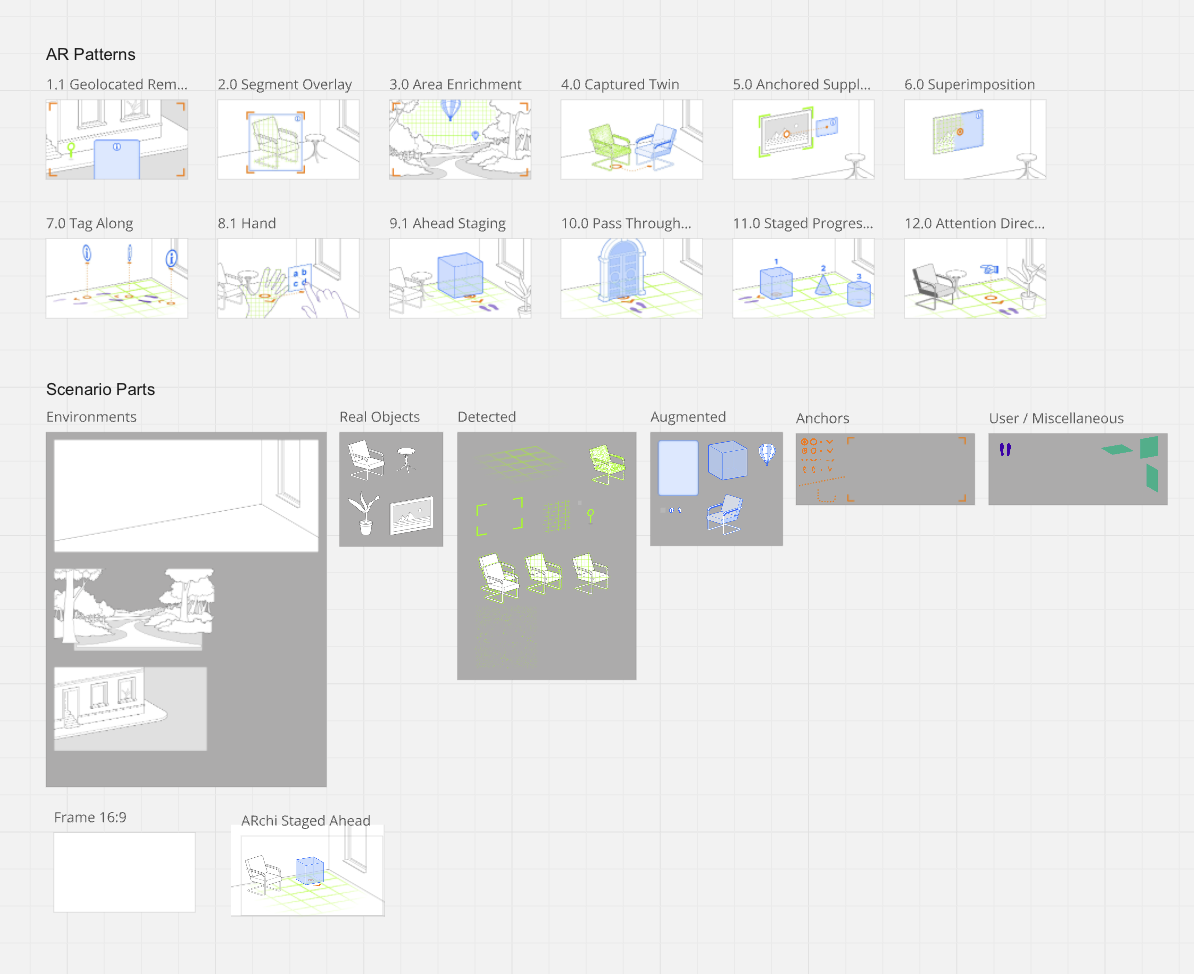 AR Patterns
1.1 Geolocated Rem...
2.0 Segment Overlay
3.0 Area Enrichment
4.0 Captured Twin
5.0 Anchored Suppl...
6.0 Superimposition
7.0 Tag Along
8.1 Hand
a b
c d
9.1 Ahead Staging
10.0 Pass Through...
11.0 Staged Progres...
1
2
3
12.0 Attention Direc...
Scenario Parts
Environments
Real Objects
Detected
Augmented
Anchors
User / Miscellaneous
Frame 16:9
ARchi Staged Ahead